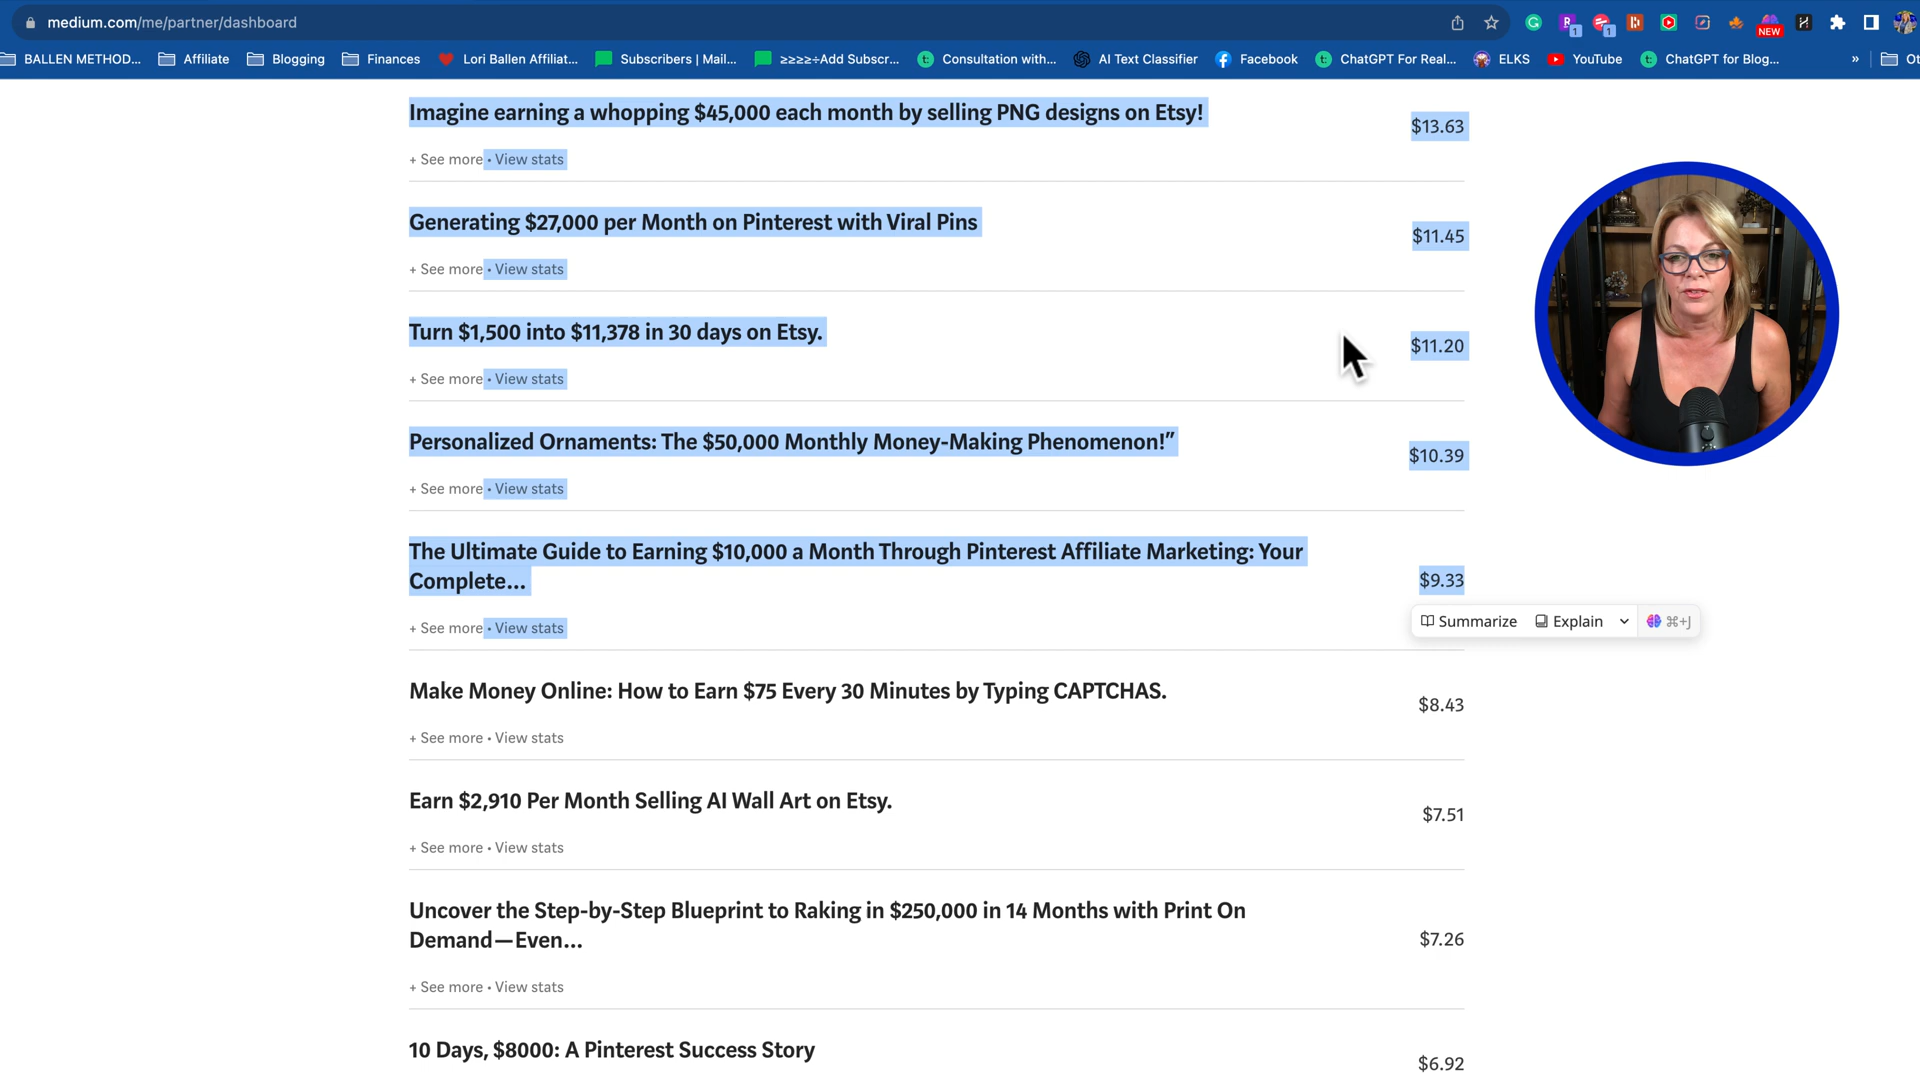 medium.com/me/partner/dashboard
1
1
NEW
BALLEN METHOD...
Affiliate
Blogging
Finances
Lori Ballen Affiliat...
Subscribers | Mail...
≥≥≥≥÷Add Subscr...
Consultation with...
AI Text Classifier
Facebook
ChatGPT For Real...
ELKS
YouTube
ChatGPT for Blog...
»
Ot
Imagine earning a whopping $45,000 each month by selling PNG designs on Etsy!
$13.63
+ See more • View stats
Generating $27,000 per Month on Pinterest with Viral Pins
$11.45
+ See more • View stats
Turn $1,500 into $11,378 in 30 days on Etsy.
$11.20
+ See more • View stats
Personalized Ornaments: The $50,000 Monthly Money-Making Phenomenon!”
$10.39
+ See more • View stats
The Ultimate Guide to Earning $10,000 a Month Through Pinterest Affiliate Marketing: Your
Complete...
$9.33
+ See more • View stats
Summarize Explain ⌘+J
Make Money Online: How to Earn $75 Every 30 Minutes by Typing CAPTCHAS.
$8.43
+ See more • View stats
Earn $2,910 Per Month Selling AI Wall Art on Etsy.
$7.51
+ See more • View stats
Uncover the Step-by-Step Blueprint to Raking in $250,000 in 14 Months with Print On
Demand — Even...
$7.26
+ See more • View stats
10 Days, $8000: A Pinterest Success Story
$6.92